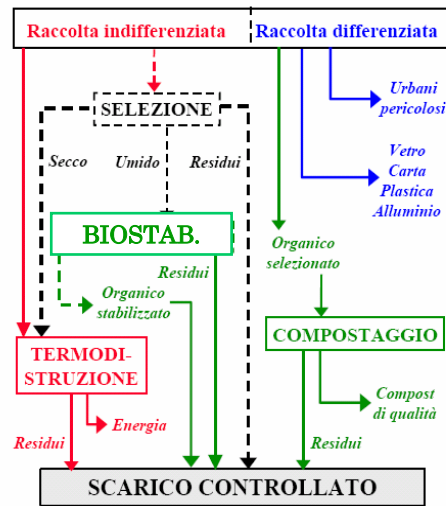 Raccolta indifferenziata
Raccolta differenziata
Urbani
pericolosi
SELEZIONE
Secco
Umido
Residui
Vetro
Carta
Plastica
Alluminio
BIOSTAB.
Organico
selezionato
Residui
Organico
stabilizzato
COMPOSTAGGIO
TERMODI-
STRUZIONE
Compost
di qualità
Energia
Residui
Residui
SCARICO CONTROLLATO